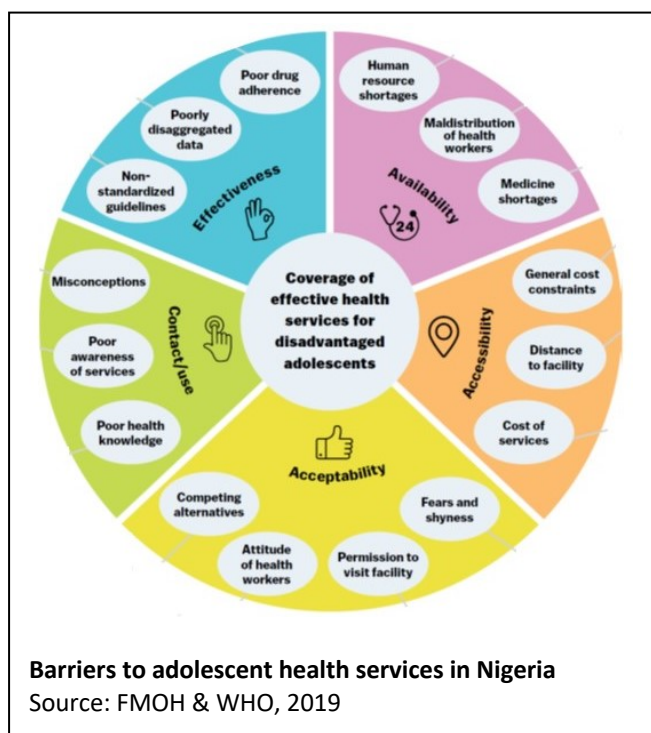 Poor drug
adherence
Poorly
disaggregated
data
Non-
standardized
guidelines
Effectiveness
Human
resource
shortages
Maldistribution
of health
workers
Medicine
shortages
Availability
24
General cost
constraints
Distance
to facility
Cost of
services
Accessibility
Fears and
shyness
Permission to
visit facility
Attitude
of health
workers
Competing
alternatives
Acceptability
Poor health
knowledge
Poor
awareness
of services
Misconceptions
Contact/use
Coverage of
effective health
services for
disadvantaged
adolescents
Barriers to adolescent health services in Nigeria
Source: FMOH & WHO, 2019